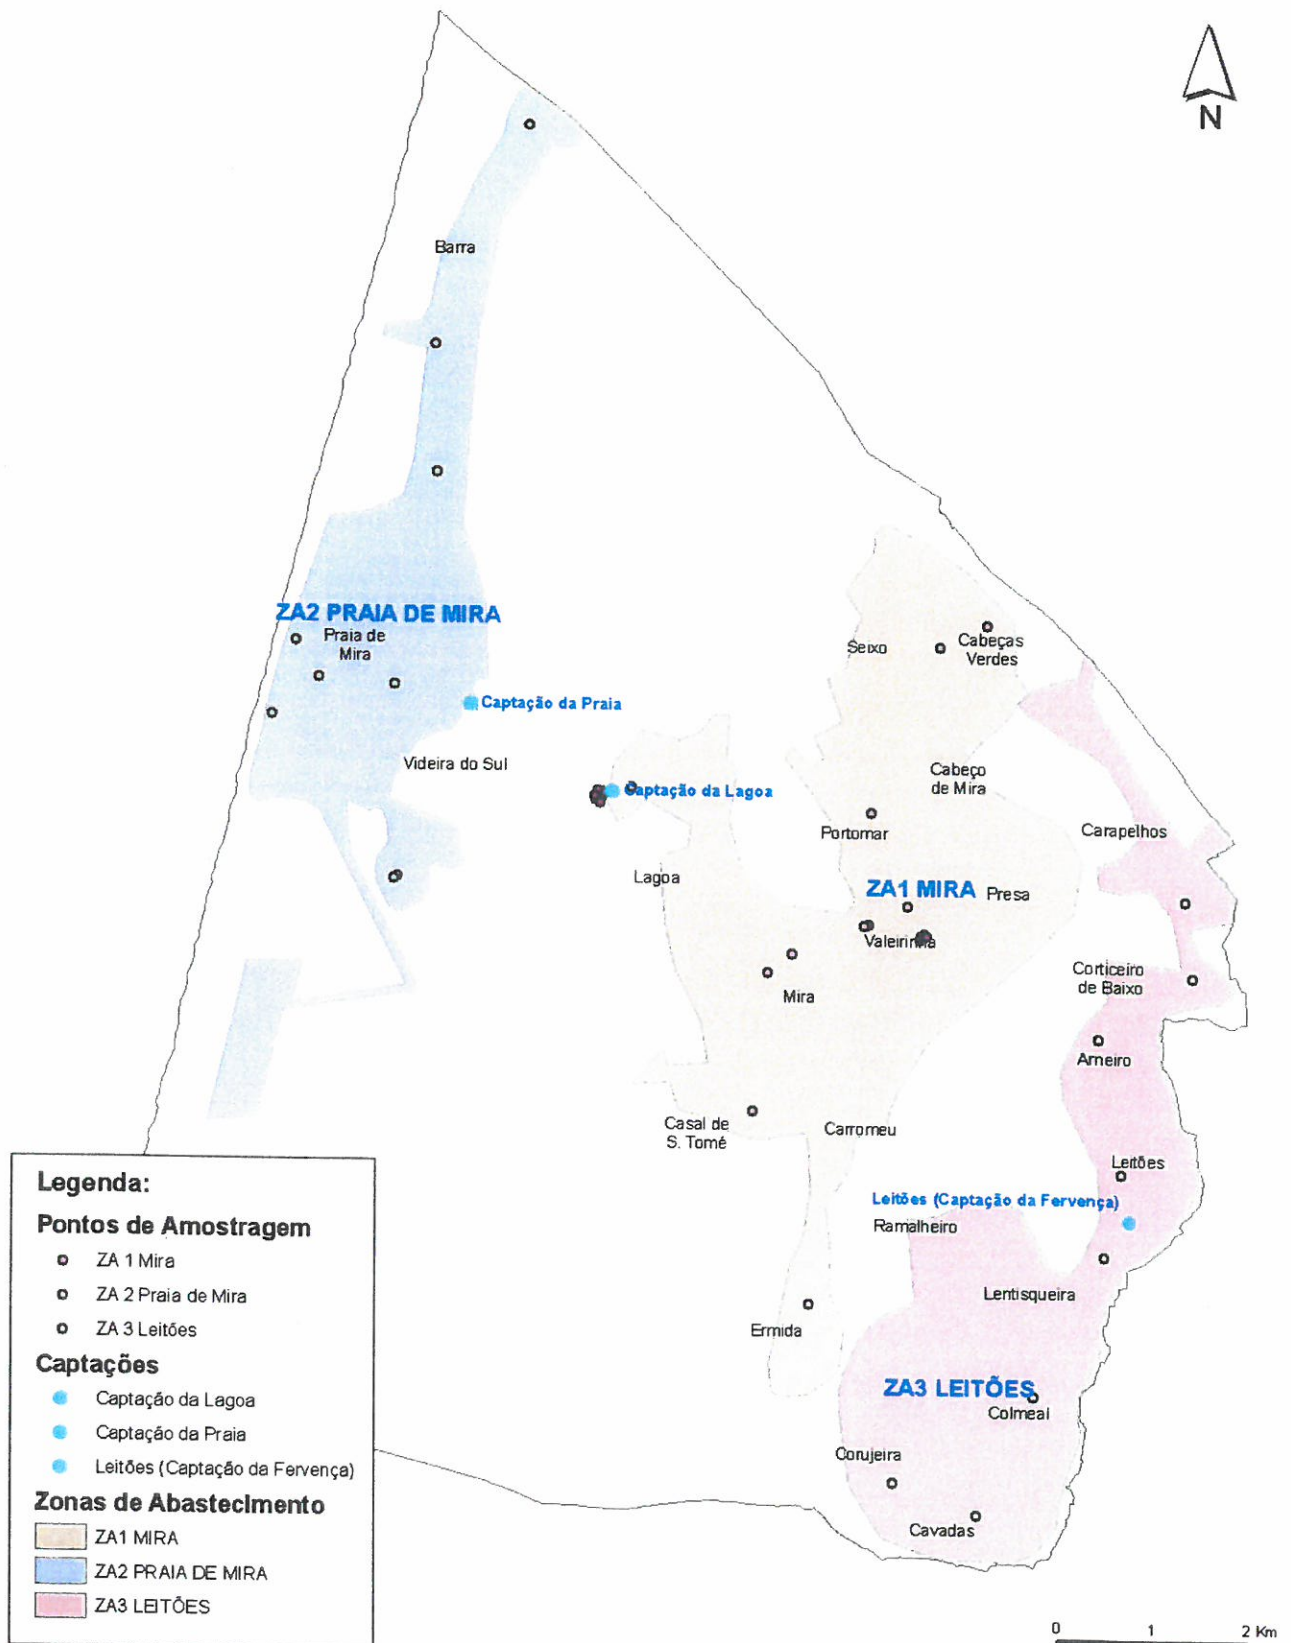 N
Barra
ZA2 PRAIA DE MIRA
Praia de
Mira
Seixo
Cabeças
Verdes
Captação da Praia
Videira do Sul
Cabeço
de Mira
Captação da Lagoa
Portomar
Carapelhos
Lagoa
ZA1 MIRA
Presa
Valeirinha
Mira
Corticeiro
de Baixo
Arneiro
Casal de
S. Tomé
Carromeu
Leitões
Leitões (Captação da Fervença)
Ramalheiro
Lentisqueira
Ermida
ZA3 LEITÕES
Colmeal
Corujeira
Cavadas
Legenda:
Pontos de Amostragem
ZA 1 Mira
ZA 2 Praia de Mira
ZA 3 Leitões
Captações
Captação da Lagoa
Captação da Praia
Leitões (Captação da Fervença)
Zonas de Abastecimento
ZA1 MIRA
ZA2 PRAIA DE MIRA
ZA3 LEITÕES
0 1 2 Km